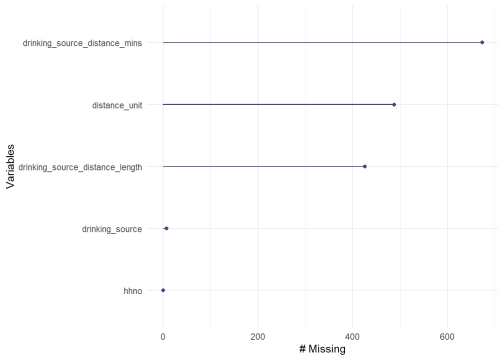 drinking_source_distance_mins
distance_unit
drinking_source_distance_length
drinking_source
hhno
Variables
0 200 400 600
# Missing